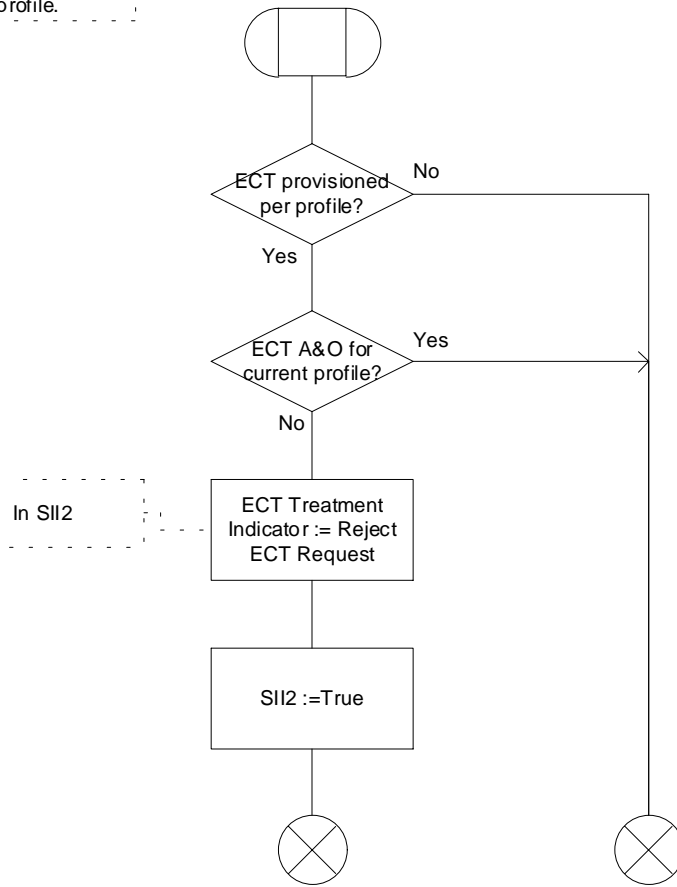 profile.
ECT provisioned
per profile?
No
Yes
ECT A&O for
current profile?
Yes
No
In SII2
ECT Treatment
Indicator := Reject
ECT Request
SII2 :=True